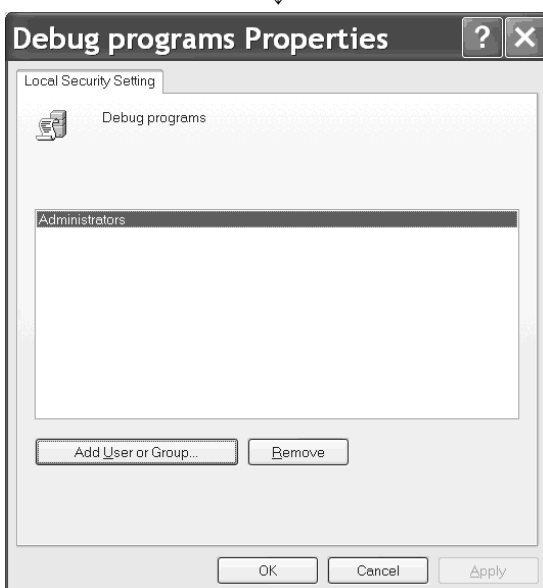 Debug programs Properties
?
Local Security Setting
Debug programs
Administrators
Add User or Group...
Remove
OK
Cancel
Apply